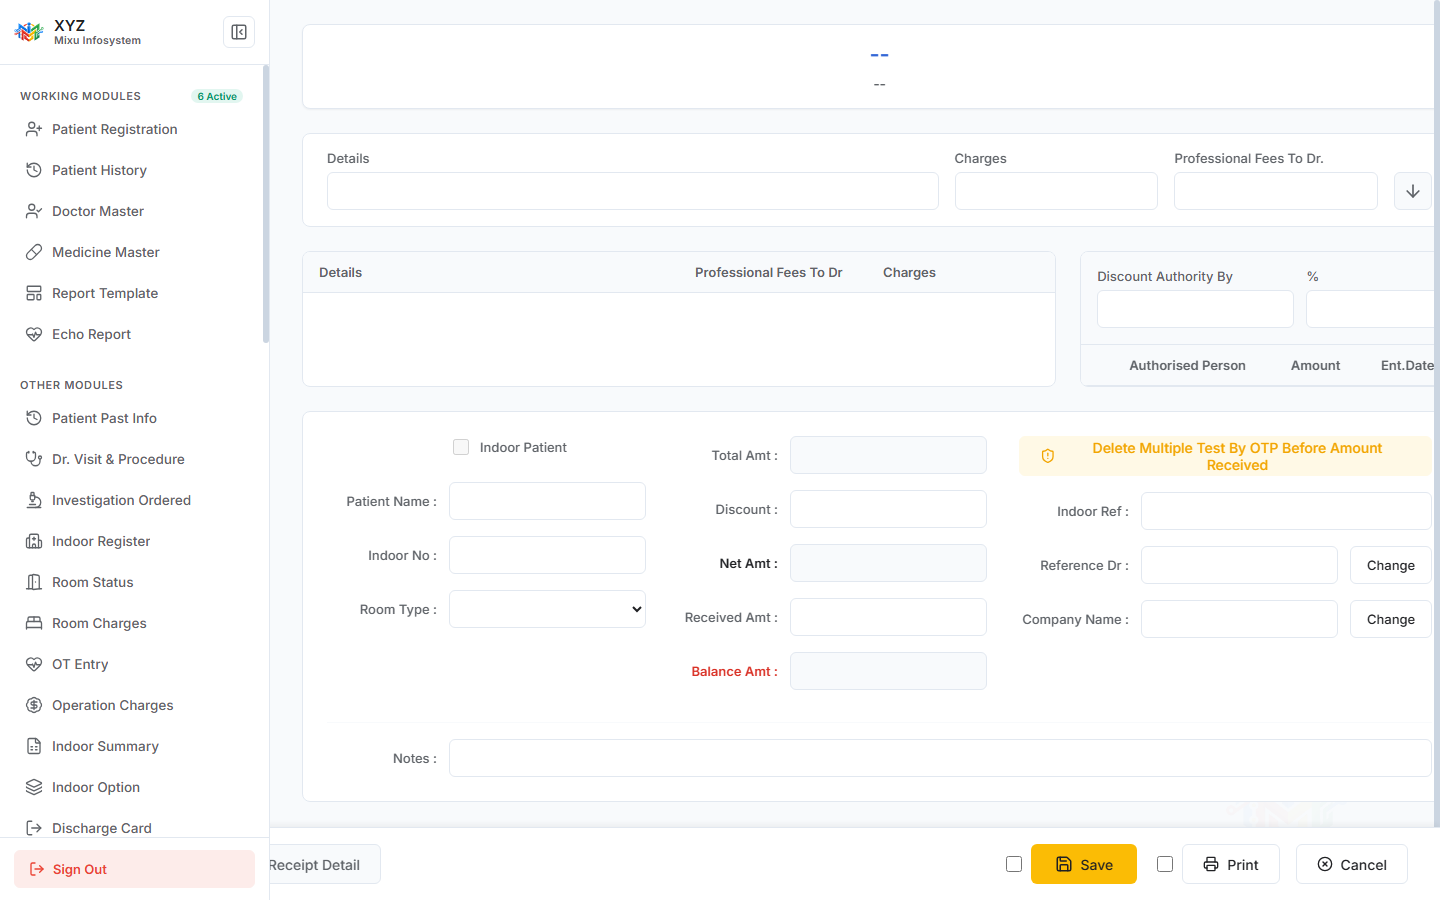 XYZ
Mixu Infosystem
WORKING MODULES
6 Active
Patient Registration
Patient History
Doctor Master
Medicine Master
Report Template
Echo Report
OTHER MODULES
Patient Past Info
Dr. Visit & Procedure
Investigation Ordered
Indoor Register
Room Status
Room Charges
OT Entry
Operation Charges
Indoor Summary
Indoor Option
Discharge Card
Sign Out
--
--
Details
Charges
Professional Fees To Dr.
Details
Professional Fees To Dr
Charges
Discount Authority By
%
Authorised Person
Amount
Ent.Date
Indoor Patient
Patient Name :
Indoor No :
Room Type :
Total Amt :
Discount :
Net Amt :
Received Amt :
Balance Amt :
Delete Multiple Test By OTP Before Amount
Received
Indoor Ref :
Reference Dr :
Change
Company Name :
Change
Notes :
Receipt Detail
Save
Print
Cancel